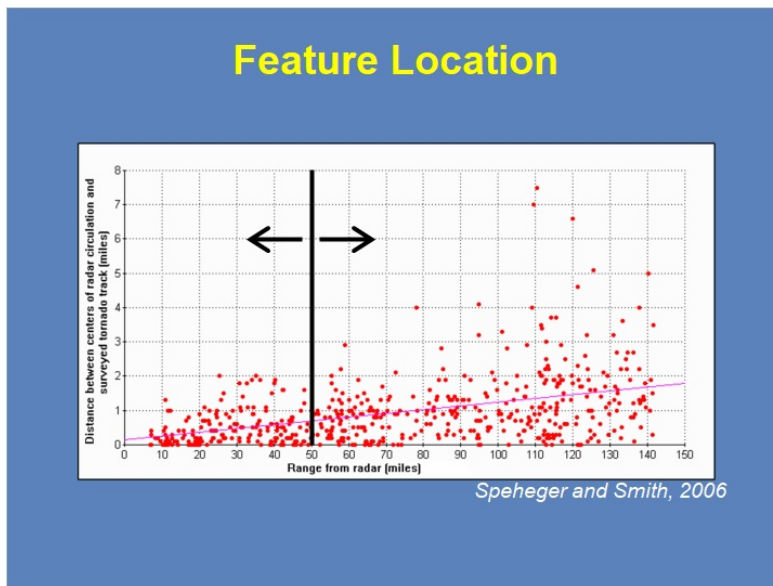 Feature Location
Distance between centers of radar circulation and
surveyed tornado track (miles)
8
7
6
5
4
3
2
1
0
0 10 20 30 40 50 60 70 80 90 100 110 120 130 140 150
Range from radar (miles)
Speheger and Smith, 2006